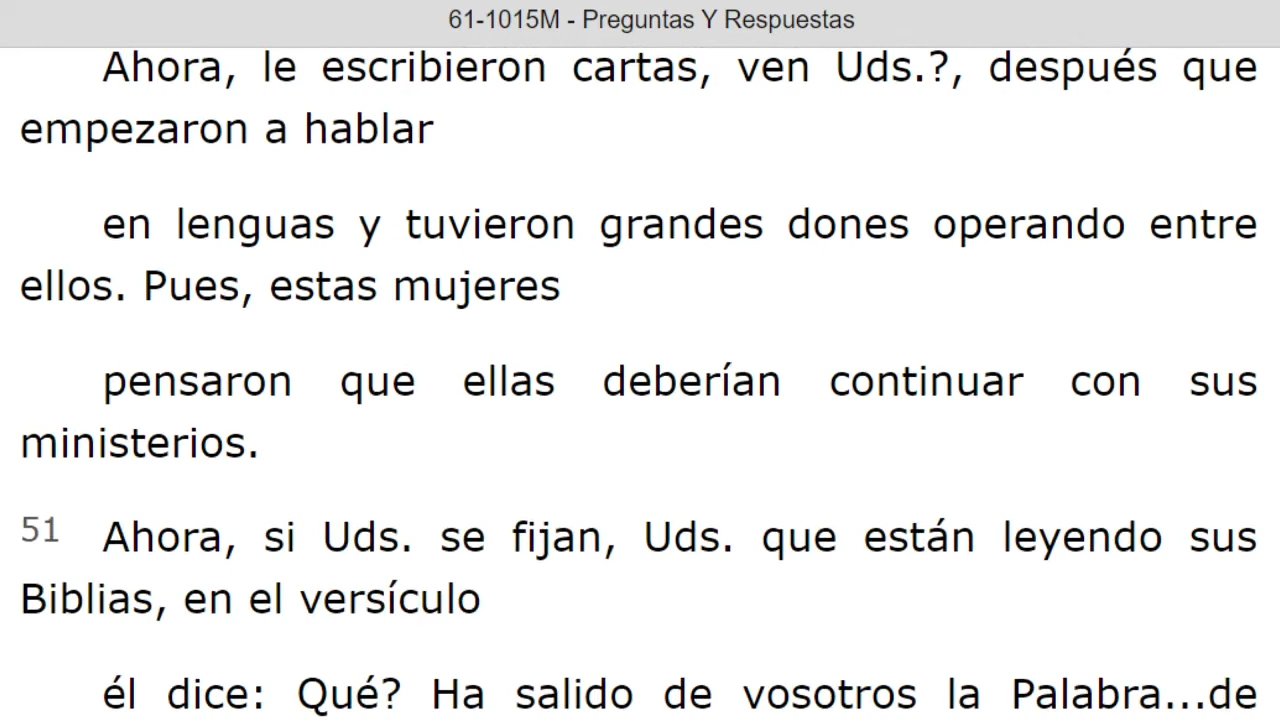 61-1015M - Preguntas Y Respuestas
Ahora, le escribieron cartas, ven Uds.?, después que
empezaron a hablar
en lenguas y tuvieron grandes dones operando entre
ellos. Pues, estas mujeres
pensaron que ellas deberían continuar con sus
ministerios.
51 Ahora, si Uds. se fijan, Uds. que están leyendo sus
Biblias, en el versículo
él dice: Qué? Ha salido de vosotros la Palabra...de